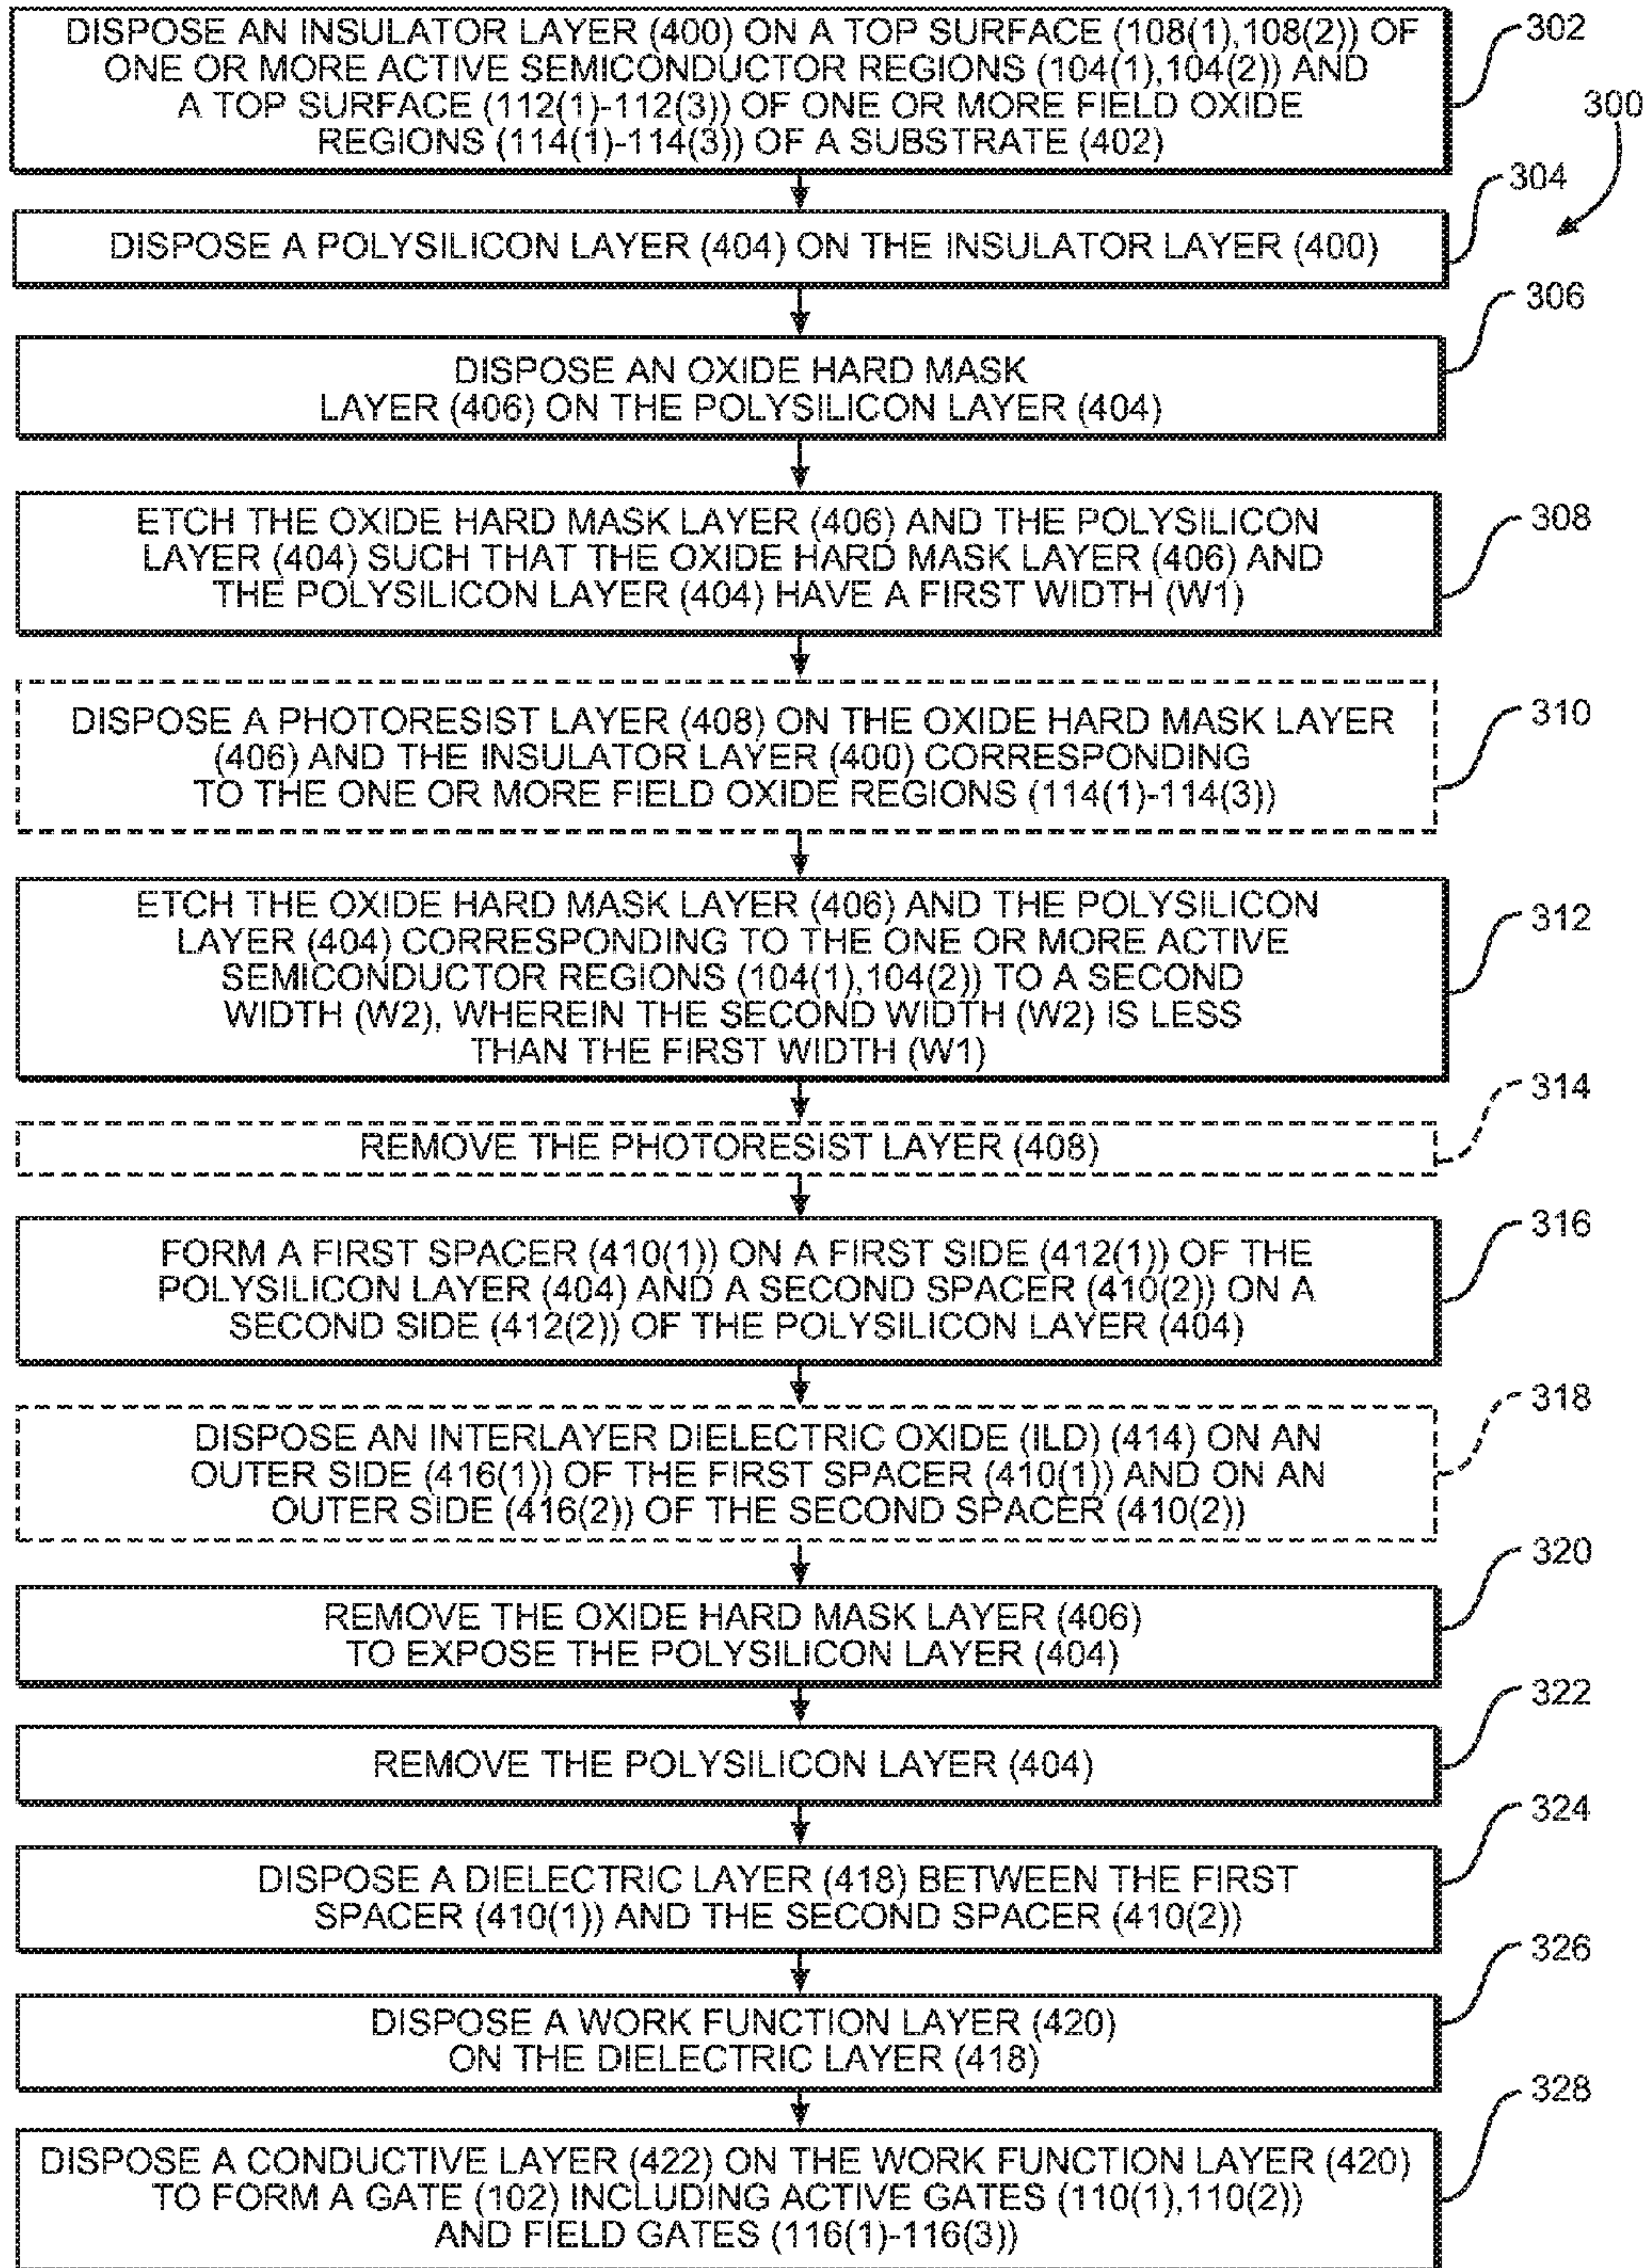 DISPOSE AN INSULATOR LAYER (400) ON A TOP SURFACE (108(1),108(2)) OF
ONE OR MORE ACTIVE SEMICONDUCTOR REGIONS (104(1),104(2)) AND
A TOP SURFACE (112(1)-112(3)) OF ONE OR MORE FIELD OXIDE
REGIONS (114(1)-114(3)) OF A SUBSTRATE (402)
302
300
304
DISPOSE A POLYSILICON LAYER (404) ON THE INSULATOR LAYER (400)
306
DISPOSE AN OXIDE HARD MASK
LAYER (406) ON THE POLYSILICON LAYER (404)
ETCH THE OXIDE HARD MASK LAYER (406) AND THE POLYSILICON
LAYER (404) SUCH THAT THE OXIDE HARD MASK LAYER (406) AND
THE POLYSILICON LAYER (404) HAVE A FIRST WIDTH (W1)
308
DISPOSE A PHOTORESIST LAYER (408) ON THE OXIDE HARD MASK LAYER
(406) AND THE INSULATOR LAYER (400) CORRESPONDING
TO THE ONE OR MORE FIELD OXIDE REGIONS (114(1)-114(3))
310
ETCH THE OXIDE HARD MASK LAYER (406) AND THE POLYSILICON
LAYER (404) CORRESPONDING TO THE ONE OR MORE ACTIVE
SEMICONDUCTOR REGIONS (104(1),104(2)) TO A SECOND
WIDTH (W2), WHEREIN THE SECOND WIDTH (W2) IS LESS
THAN THE FIRST WIDTH (W1)
312
314
REMOVE THE PHOTORESIST LAYER (408)
FORM A FIRST SPACER (410(1)) ON A FIRST SIDE (412(1)) OF THE
POLYSILICON LAYER (404) AND A SECOND SPACER (410(2)) ON A
SECOND SIDE (412(2)) OF THE POLYSILICON LAYER (404)
316
318
DISPOSE AN INTERLAYER DIELECTRIC OXIDE (ILD) (414) ON AN
OUTER SIDE (416(1)) OF THE FIRST SPACER (410(1)) AND ON AN
OUTER SIDE (416(2)) OF THE SECOND SPACER (410(2))
320
REMOVE THE OXIDE HARD MASK LAYER (406)
TO EXPOSE THE POLYSILICON LAYER (404)
322
REMOVE THE POLYSILICON LAYER (404)
324
DISPOSE A DIELECTRIC LAYER (418) BETWEEN THE FIRST
SPACER (410(1)) AND THE SECOND SPACER (410(2))
326
DISPOSE A WORK FUNCTION LAYER (420)
ON THE DIELECTRIC LAYER (418)
328
DISPOSE A CONDUCTIVE LAYER (422) ON THE WORK FUNCTION LAYER (420)
TO FORM A GATE (102) INCLUDING ACTIVE GATES (110(1),110(2))
AND FIELD GATES (116(1)-116(3))